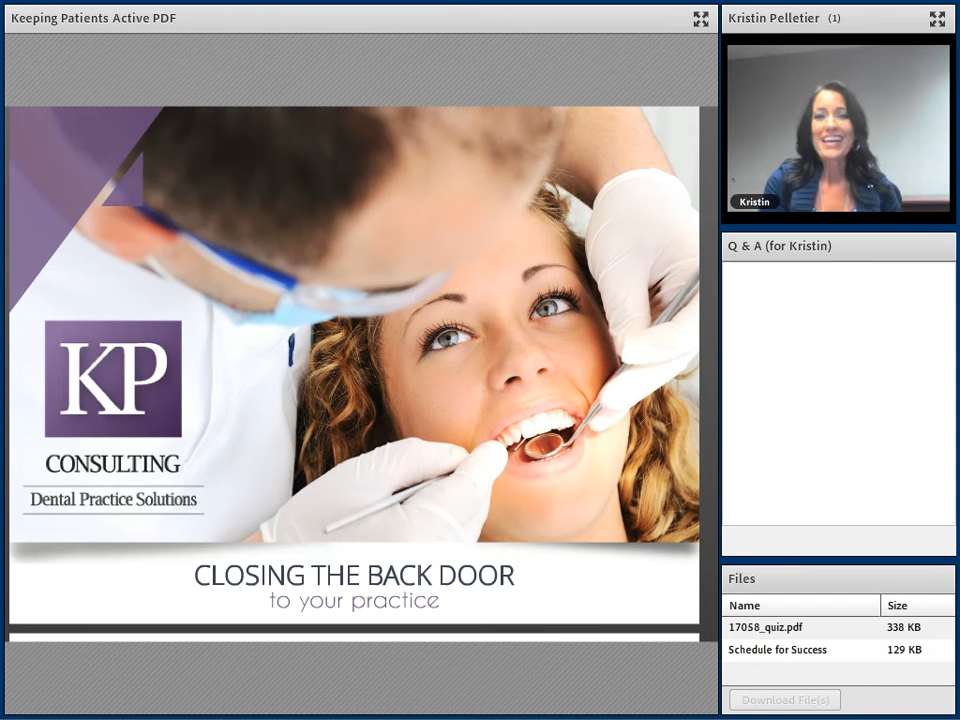 Keeping Patients Active PDF
KP
CONSULTING
Dental Practice Solutions
CLOSING THE BACK DOOR
to your practice
Kristin Pelletier (1)
Kristin
Q & A (for Kristin)
Files
Name Size
17058_quiz.pdf 338 KB
Schedule for Success 129 KB
Download File(s)